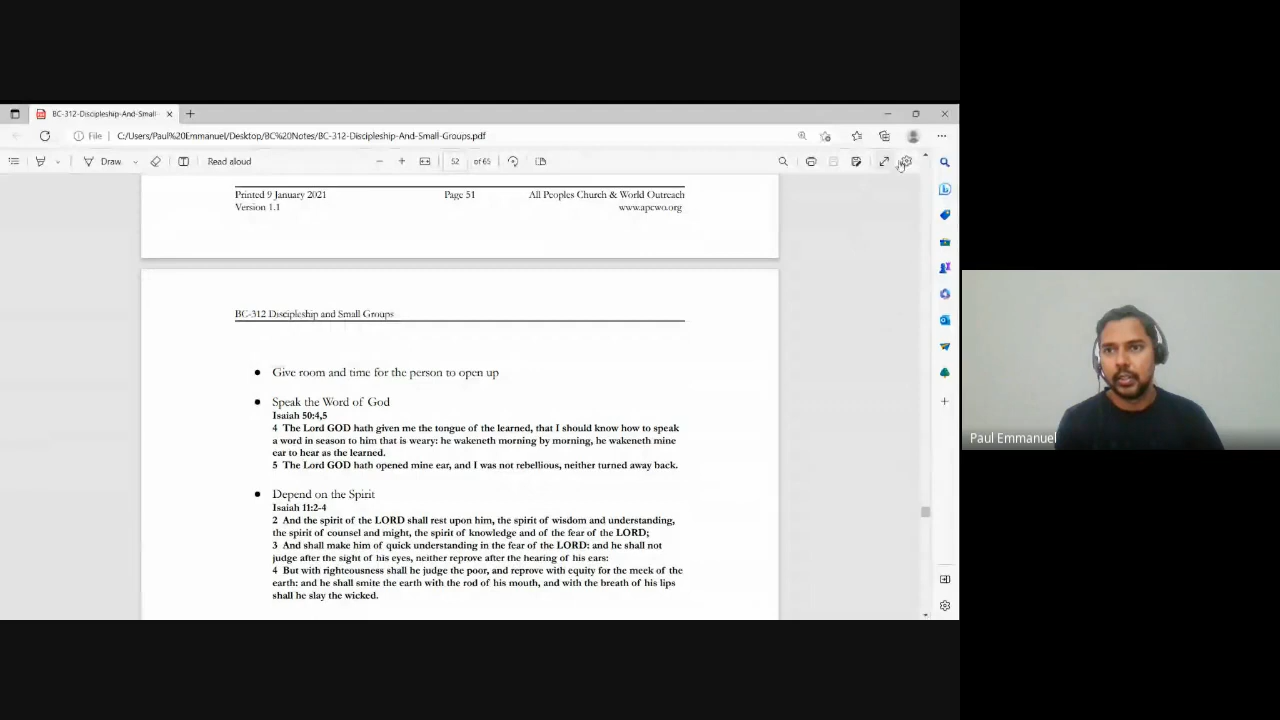 BC-312-Discipleship-And-Small-
File
C:/Users/Paul%20Emmanuel/Desktop/BC%20Notes/BC-312-Discipleship-And-Small-Groups.pdf
Draw
Read aloud
52 of 65
Printed 9 January 2021 Page 51 All Peoples Church & World Outreach
Version 1.1 www.apcwo.org
BC-312 Discipleship and Small Groups
● Give room and time for the person to open up
● Speak the Word of God
Isaiah 50:4,5
4 The Lord GOD hath given me the tongue of the learned, that I should know how to speak
a word in season to him that is weary: he wakeneth morning by morning, he wakeneth mine
ear to hear as the learned.
5 The Lord GOD hath opened mine ear, and I was not rebellious, neither turned away back.
● Depend on the Spirit
Isaiah 11:2-4
2 And the spirit of the LORD shall rest upon him, the spirit of wisdom and understanding,
the spirit of counsel and might, the spirit of knowledge and of the fear of the LORD;
3 And shall make him of quick understanding in the fear of the LORD: and he shall not
judge after the sight of his eyes, neither reprove after the hearing of his ears:
4 But with righteousness shall he judge the poor, and reprove with equity for the meek of the
earth: and he shall smite the earth with the rod of his mouth, and with the breath of his lips
shall he slay the wicked.
Paul Emmanuel